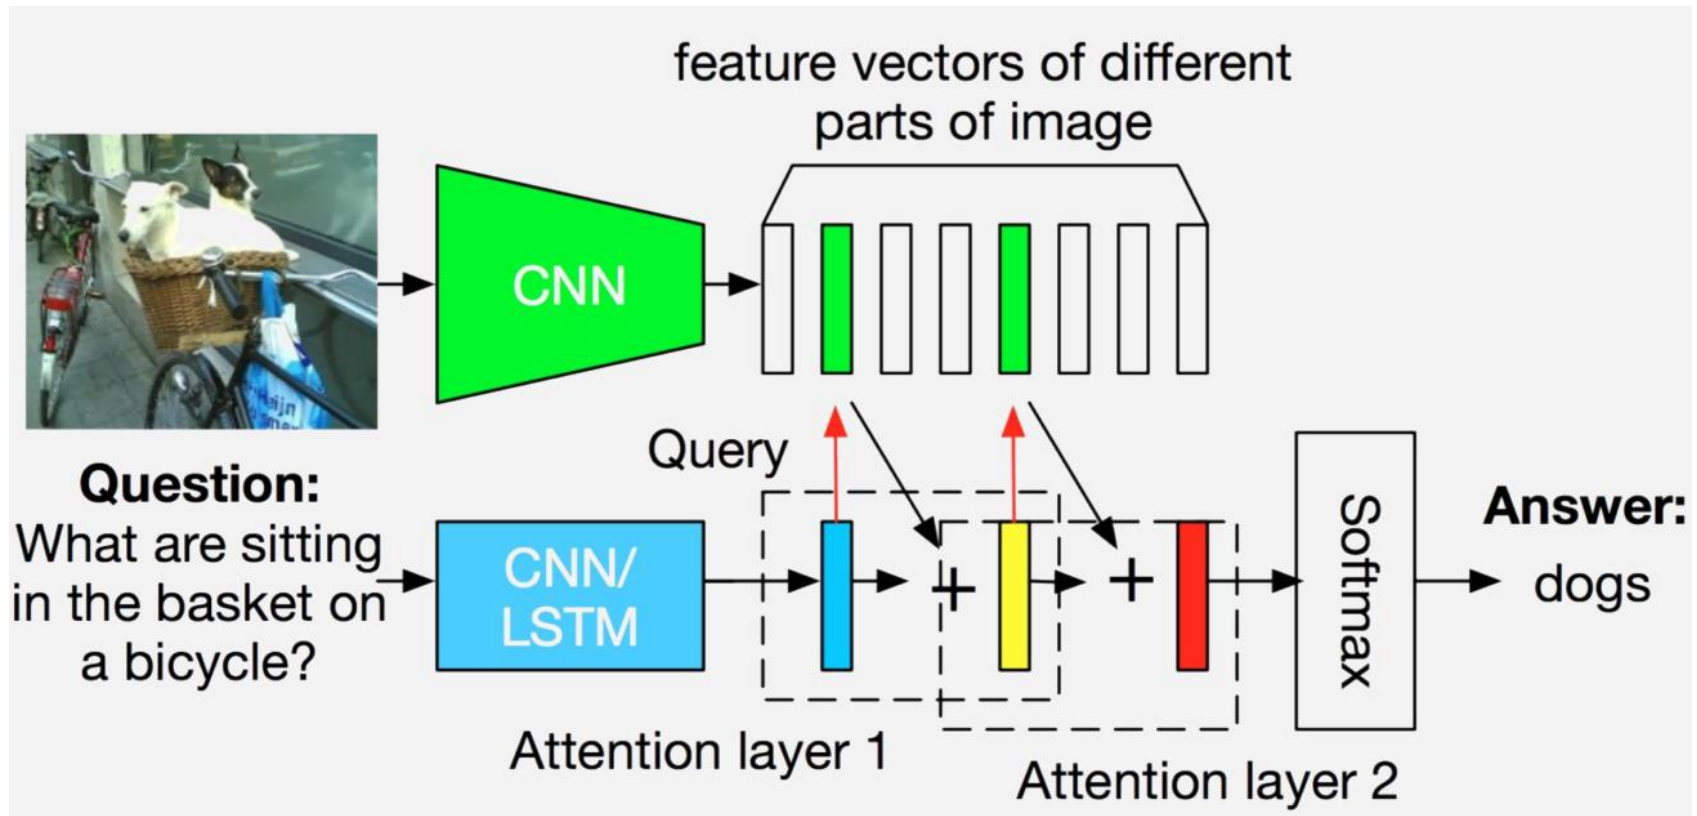 feature vectors of different
parts of image
CNN
Query
Question:
What are sitting
in the basket on
a bicycle?
CNN/
LSTM
+
+
Softmax
Answer:
dogs
Attention layer 1
Attention layer 2